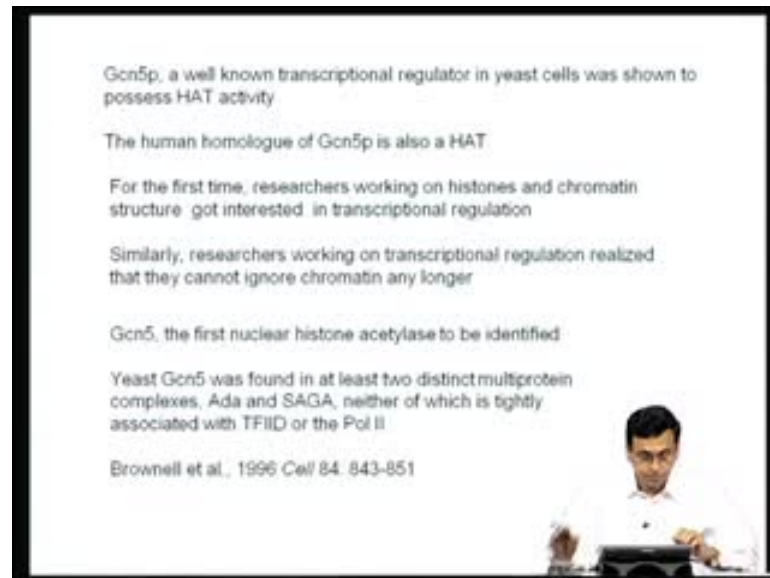 Gcn5p, a well known transcriptional regulator in yeast cells was shown to
possess HAT activity
The human homologue of Gcn5p is also a HAT
For the first time, researchers working on histones and chromatin
structure got interested in transcriptional regulation
Similarly, researchers working on transcriptional regulation realized
that they cannot ignore chromatin any longer
Gcn5, the first nuclear histone acetylase to be identified
Yeast Gcn5 was found in at least two distinct multiprotein
complexes, Ada and SAGA, neither of which is tightly
associated with TFIID or the Pol II
Brownell et al., 1996 Cell 84. 843-851